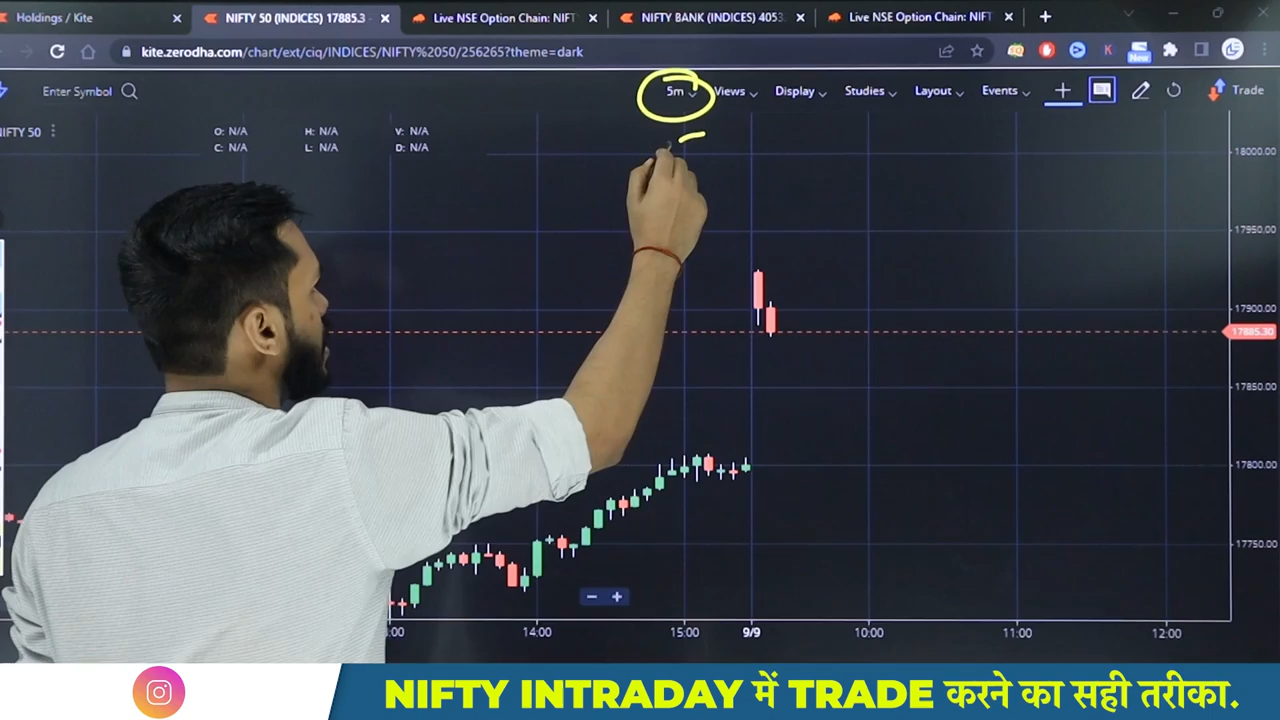 Holdings / Kite
NIFTY 50 (INDICES) 17885.3
Live NSE Option Chain: NIFT
NIFTY BANK (INDICES) 4053
Live NSE Option Chain: NIFT
kite.zerodha.com/chart/ext/ciq/INDICES/NIFTY%2050/256265?theme=dark
K
New
Enter Symbol
5m
Views
Display
Studies
Layout
Events
Trade
NIFTY 50
O: N/A
H: N/A
V: N/A
C: N/A
L: N/A
D: N/A
18000.00
17950.00
17900.00
17885.30
17850.00
17800.00
17750.00
:00
14:00
15:00
9/9
10:00
11:00
12:00
NIFTY INTRADAY में TRADE करने का सही तरीका.